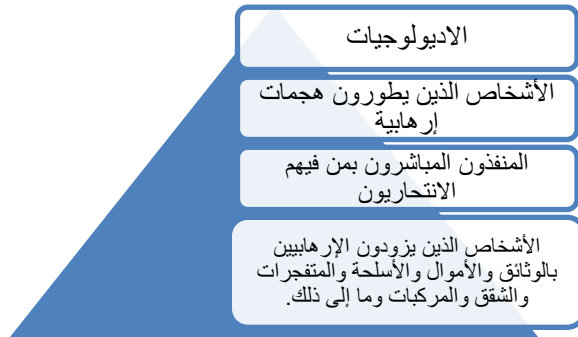 الاديولوجيات
الأشخاص الذين يطورون هجمات
إرهابية
المنفذون المباشرون بمن فيهم
الانتحاريون
الأشخاص الذين يزودون الإرهابيين
بالوثائق والأموال والأسلحة والمتفجرات
والشقق والمركبات وما إلى ذلك.